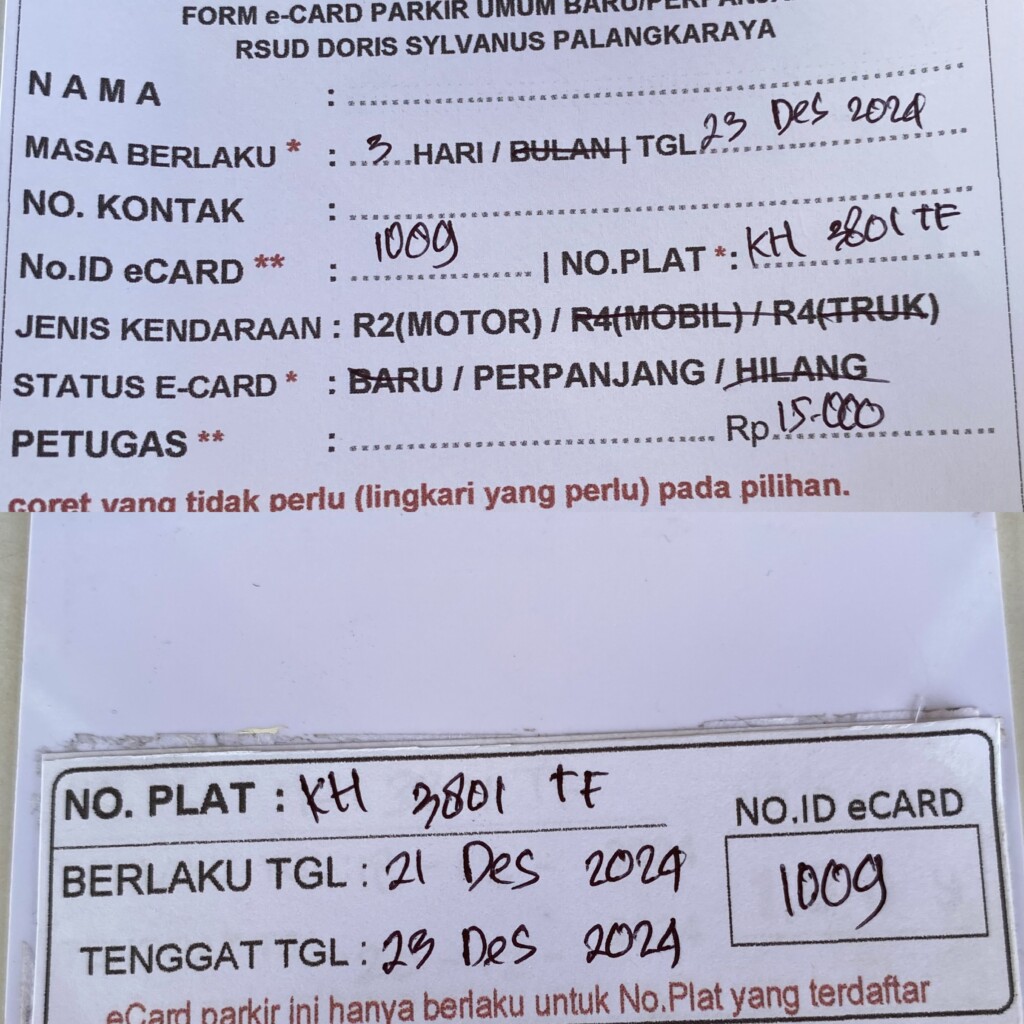 FORM e-CARD PARKIR UMUM BARU/PERPANJA
RSUD DORIS SYLVANUS PALANGKARAYA
N A M A :
MASA BERLAKU * : 3 HARI / BULAN | TGL 23 Des 2024
NO. KONTAK :
No.ID eCARD ** : 1009 | NO.PLAT *: KH 3801 TF
JENIS KENDARAAN : R2(MOTOR) / R4(MOBIL) / R4(TRUK)
STATUS E-CARD * : BARU / PERPANJANG / HILANG
PETUGAS ** : Rp 15.000
coret yang tidak perlu (lingkari yang perlu) pada pilihan.
NO. PLAT : KH 3801 TF
NO.ID eCARD
BERLAKU TGL : 21 Des 2024
1009
TENGGAT TGL : 23 Des 2024
eCard parkir ini hanya berlaku untuk No.Plat yang terdaftar